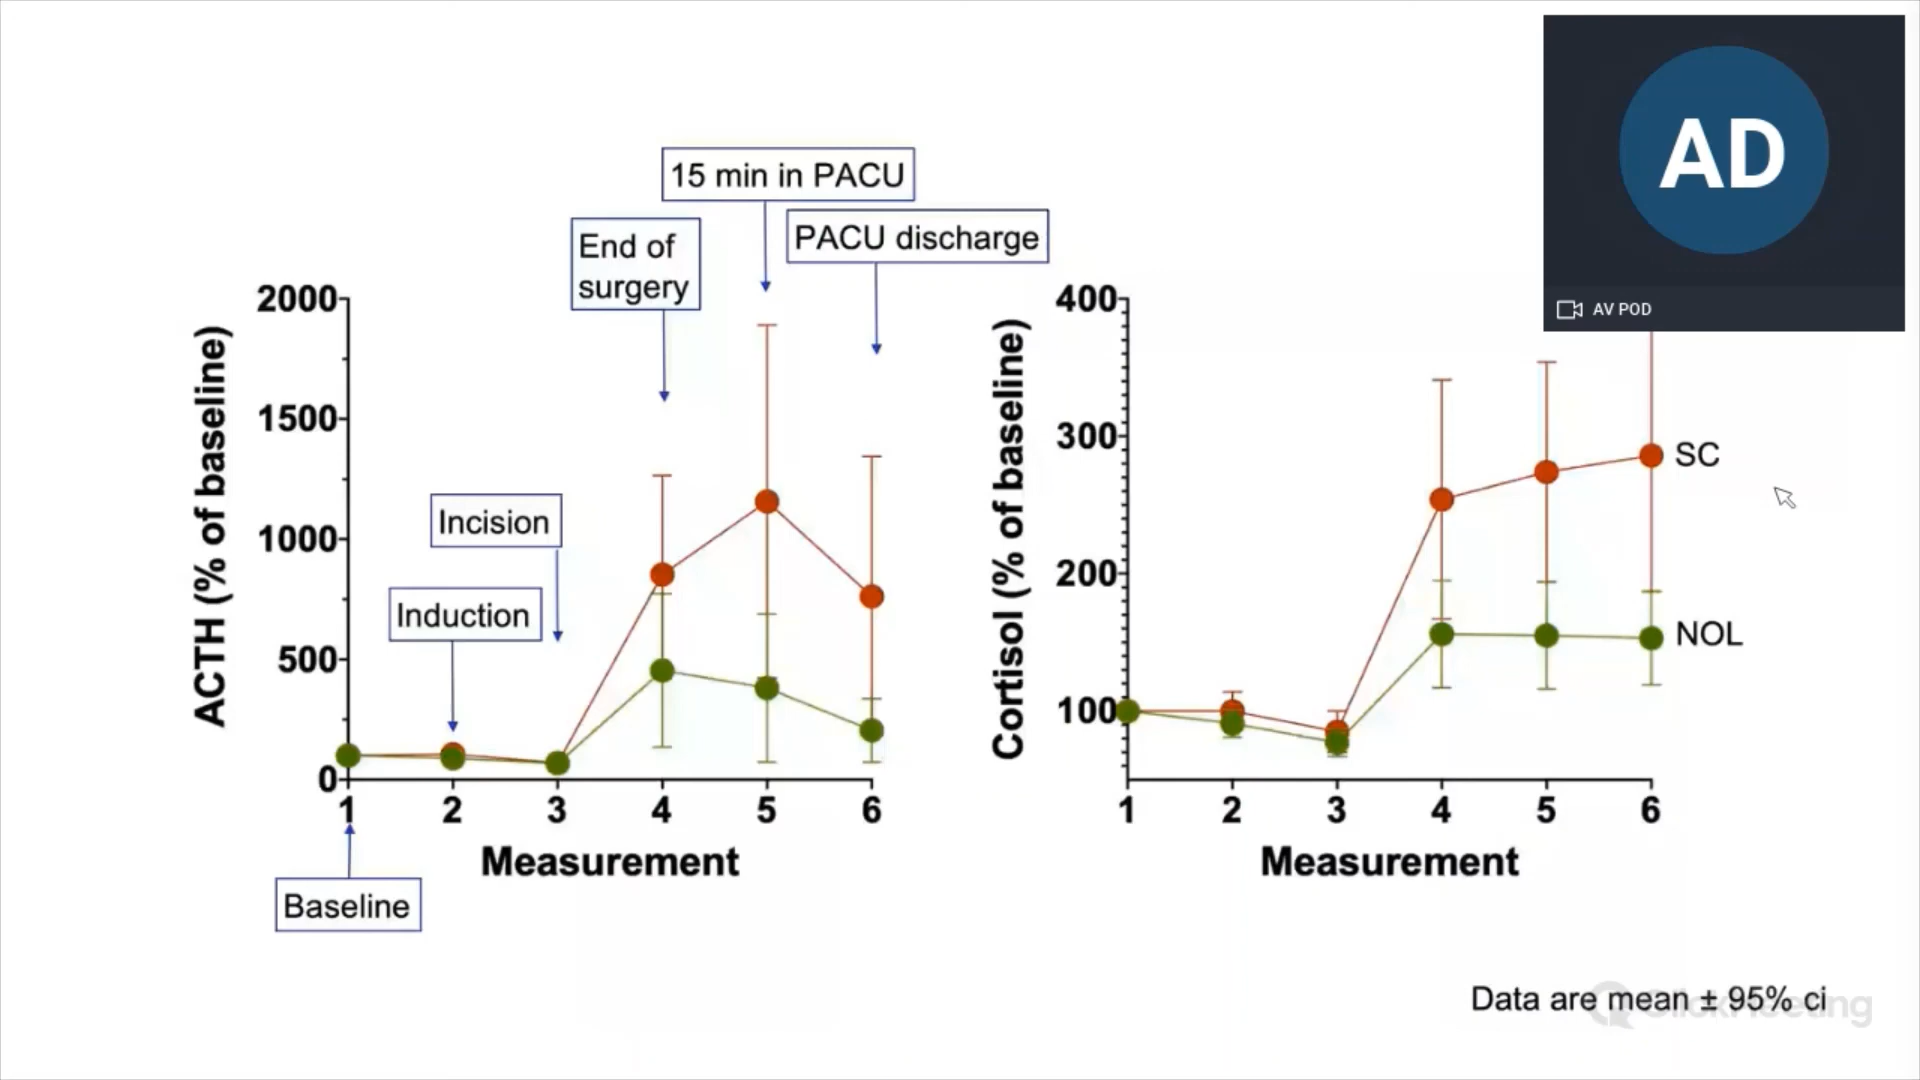 AD
AV POD
15 min in PACU
End of
surgery
PACU discharge
Incision
Induction
Baseline
ACTH (% of baseline)
2000
1500
1000
500
0
1 2 3 4 5 6
Measurement
Cortisol (% of baseline)
400
300
200
100
SC
NOL
1 2 3 4 5 6
Measurement
Data are mean ± 95% ci
ClickMeeting